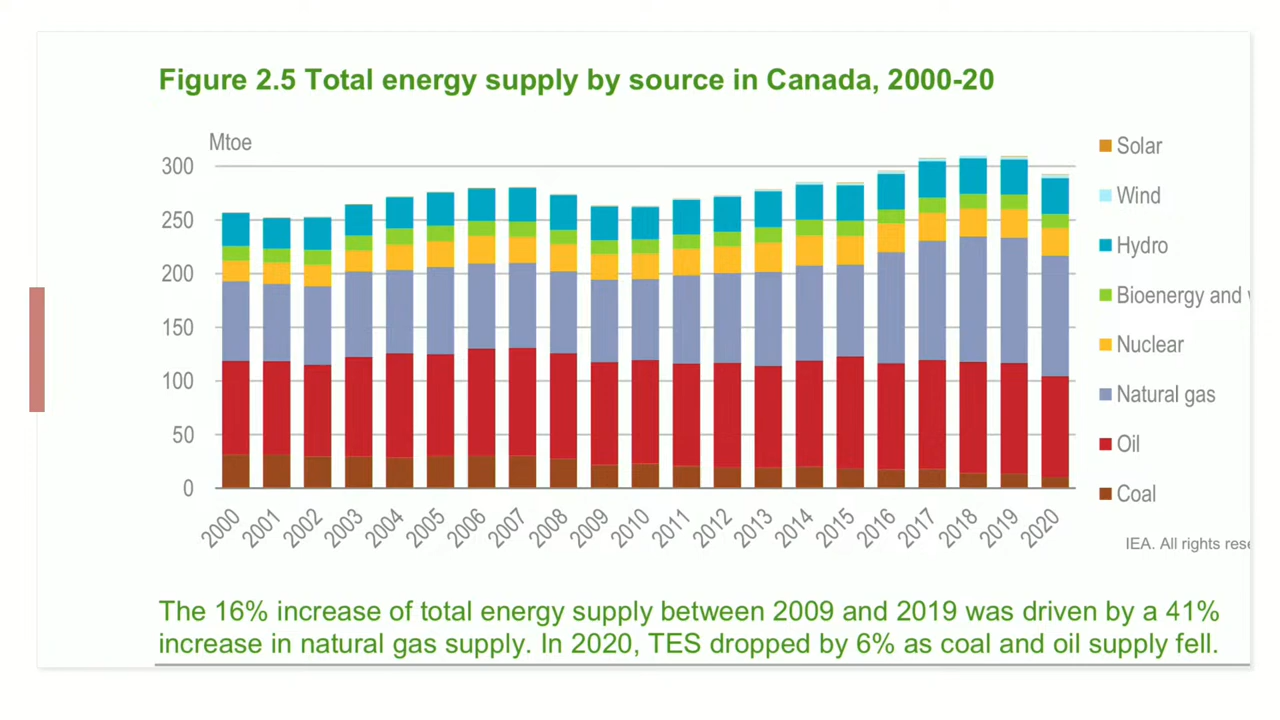 Figure 2.5 Total energy supply by source in Canada, 2000-20
Mtoe
300
250
200
150
100
50
0
2000 2001 2002 2003 2004 2005 2006 2007 2008 2009 2010 2011 2012 2013 2014 2015 2016 2017 2018 2019 2020
Solar
Wind
Hydro
Bioenergy and
Nuclear
Natural gas
Oil
Coal
IEA. All rights rese
The 16% increase of total energy supply between 2009 and 2019 was driven by a 41%
increase in natural gas supply. In 2020, TES dropped by 6% as coal and oil supply fell.